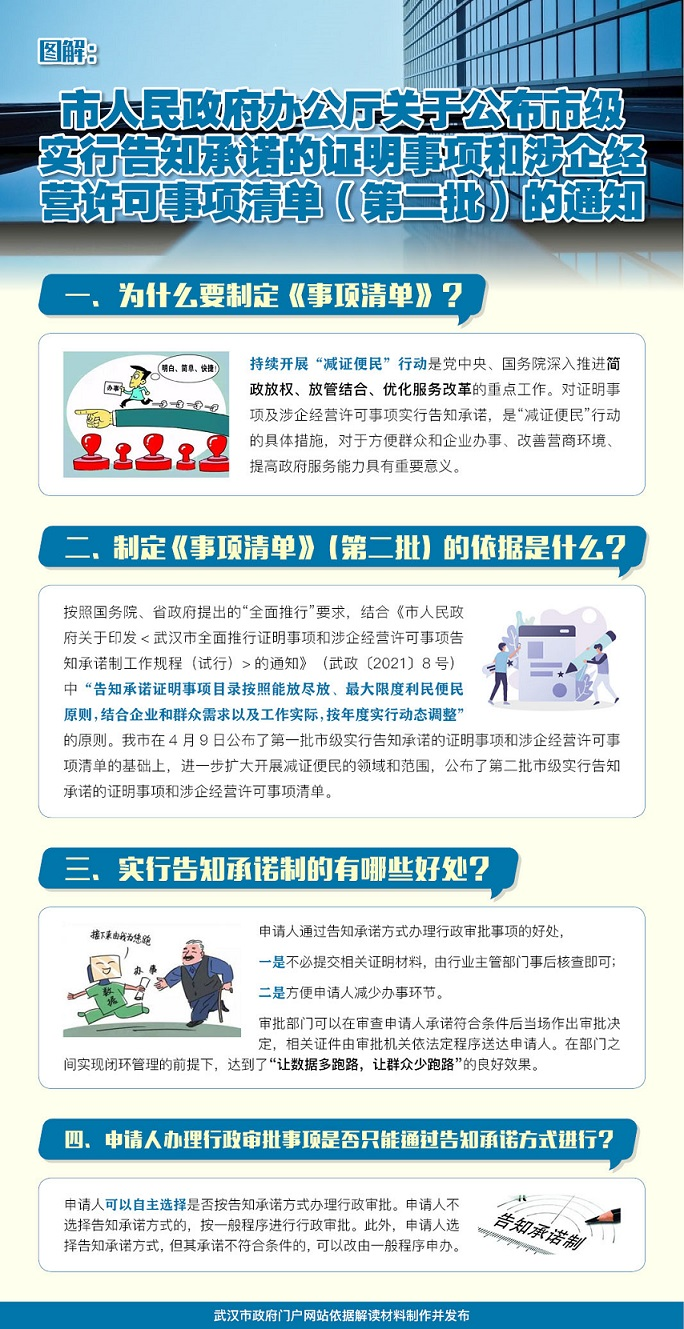 图解：
市人民政府办公厅关于公布市级
实行告知承诺的证明事项和涉企经
营许可事项清单（第二批）的通知
一、为什么要制定《事项清单》？
明白、简单、快捷！
办事
持续开展“减证便民”行动是党中央、国务院深入推进简
政放权、放管结合、优化服务改革的重点工作。对证明事
项及涉企经营许可事项实行告知承诺，是“减证便民”行动
的具体措施，对于方便群众和企业办事、改善营商环境、
提高政府服务能力具有重要意义。
二、制定《事项清单》（第二批）的依据是什么？
按照国务院、省政府提出的“全面推行”要求，结合《市人民政
府关于印发＜武汉市全面推行证明事项和涉企经营许可事项告
知承诺制工作规程（试行）＞的通知》（武政〔2021〕8 号）
中“告知承诺证明事项目录按照能放尽放、最大限度利民便民
原则，结合企业和群众需求以及工作实际，按年度实行动态调整”
的原则。我市在 4 月 9 日公布了第一批市级实行告知承诺的证明事项和涉企经营许可事
项清单的基础上，进一步扩大开展减证便民的领域和范围，公布了第二批市级实行告知
承诺的证明事项和涉企经营许可事项清单。
三、实行告知承诺制的有哪些好处？
接下来由我为您跑
办事
数据
申请人通过告知承诺方式办理行政审批事项的好处，
一是不必提交相关证明材料，由行业主管部门事后核查即可；
二是方便申请人减少办事环节。
审批部门可以在审查申请人承诺符合条件后当场作出审批决
定，相关证件由审批机关依法定程序送达申请人。在部门之
间实现闭环管理的前提下，达到了“让数据多跑路，让群众少跑路”的良好效果。
四、申请人办理行政审批事项是否只能通过告知承诺方式进行？
申请人可以自主选择是否按告知承诺方式办理行政审批。申请人不
选择告知承诺方式的，按一般程序进行行政审批。此外，申请人选
择告知承诺方式，但其承诺不符合条件的，可以改由一般程序申办。
告知承诺制
武汉市政府门户网站依据解读材料制作并发布